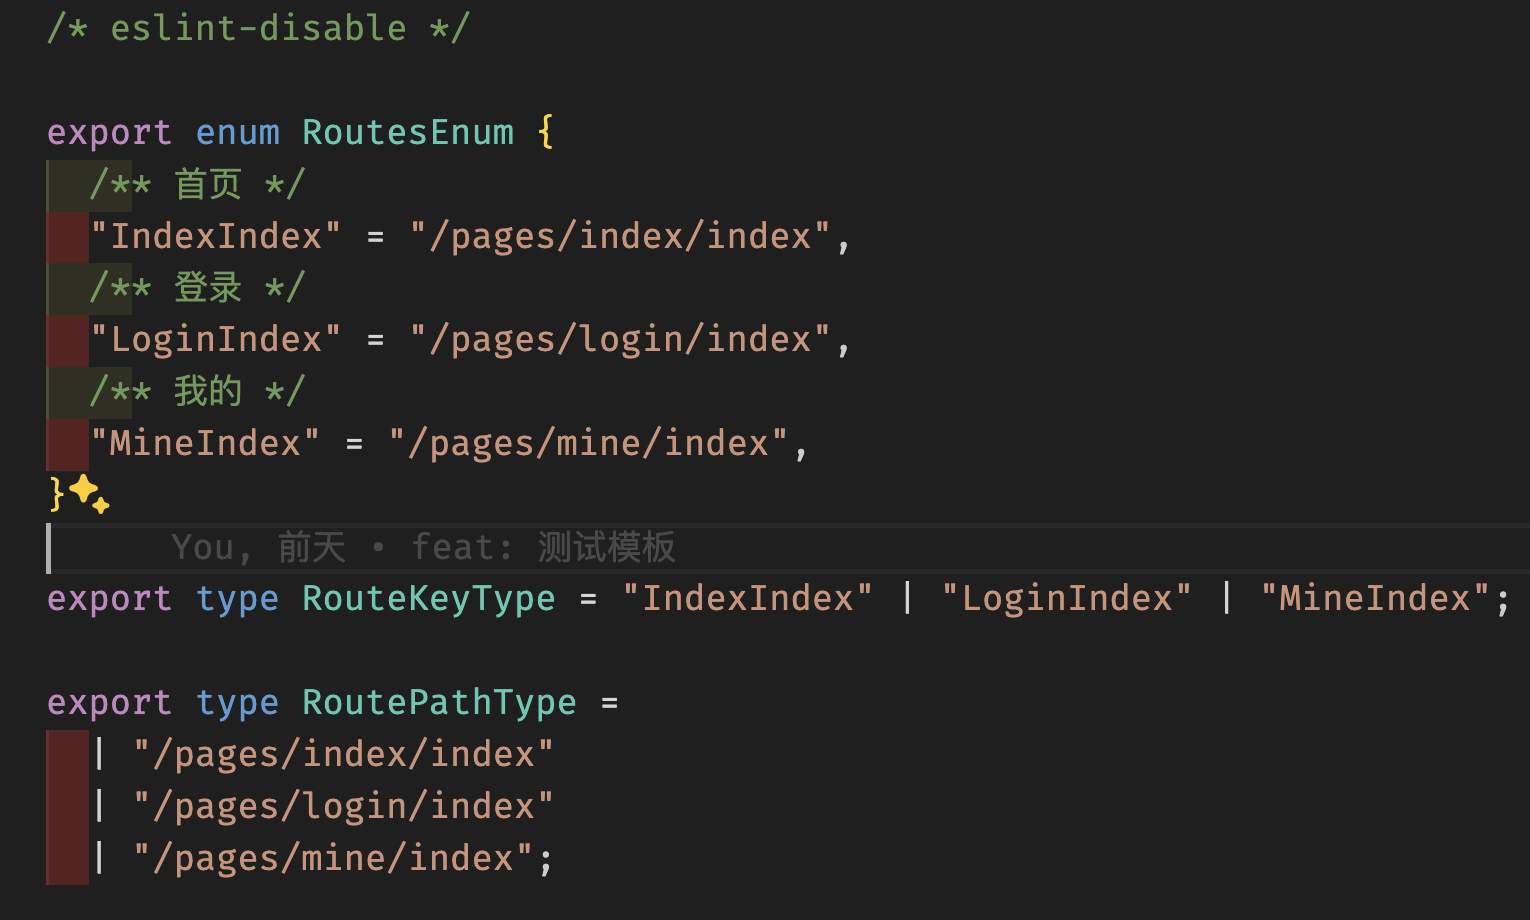 /* eslint-disable */
export enum RoutesEnum {
/** 首页 */
"IndexIndex" = "/pages/index/index",
/** 登录 */
"LoginIndex" = "/pages/login/index",
/** 我的 */
"MineIndex" = "/pages/mine/index",
}
You, 前天 • feat: 测试模板
export type RouteKeyType = "IndexIndex" | "LoginIndex" | "MineIndex";
export type RoutePathType =
| "/pages/index/index"
| "/pages/login/index"
| "/pages/mine/index";